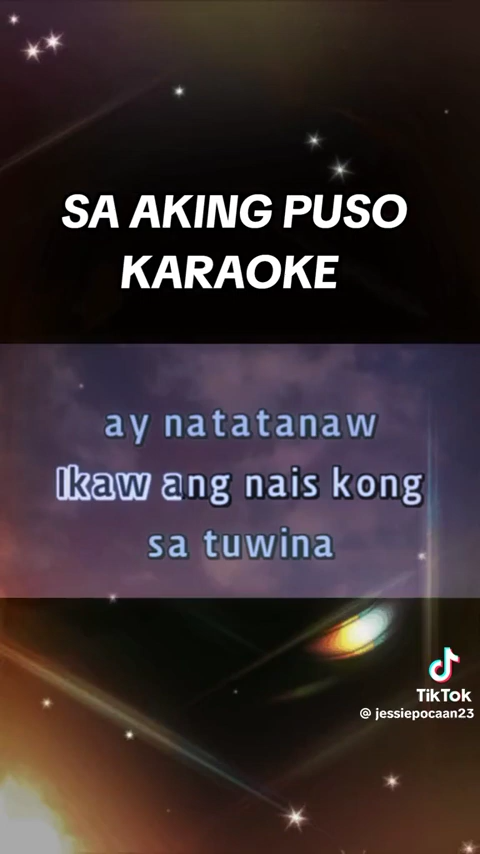 SA AKING PUSO
KARAOKE
ay natatanaw
Ikaw ang nais kong
sa tuwina
TikTok
@ jessiepocaan23